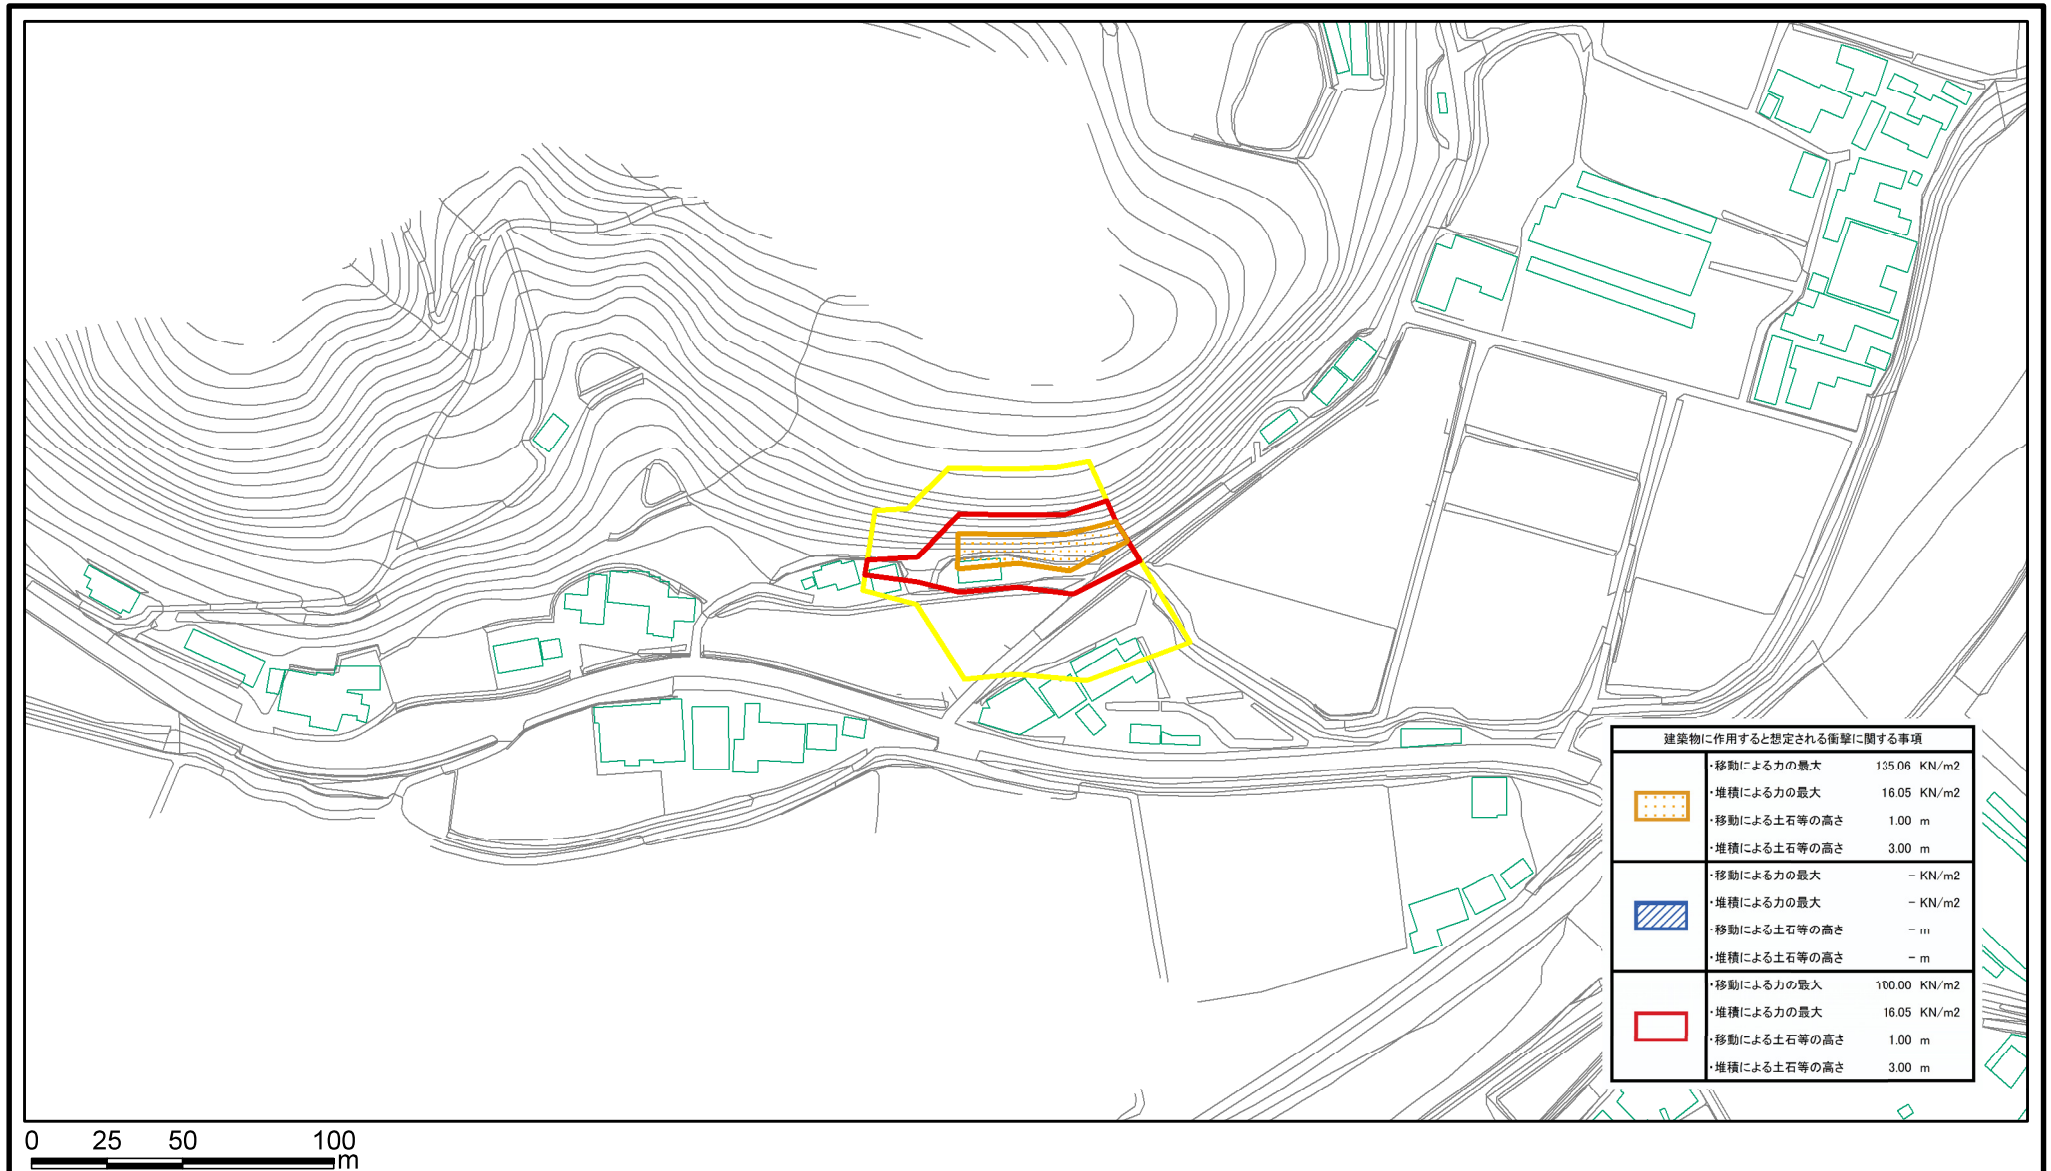 建築物に作用すると想定される衝撃に関する事項
・移動による力の最大 135.06 KN/m2
・堆積による力の最大 16.05 KN/m2
・移動による土石等の高さ 1.00 m
・堆積による土石等の高さ 3.00 m
・移動による力の最大 - KN/m2
・堆積による力の最大 - KN/m2
・移動による土石等の高さ - m
・堆積による土石等の高さ - m
・移動による力の最大 100.00 KN/m2
・堆積による力の最大 16.05 KN/m2
・移動による土石等の高さ 1.00 m
・堆積による土石等の高さ 3.00 m
0 25 50 100
m